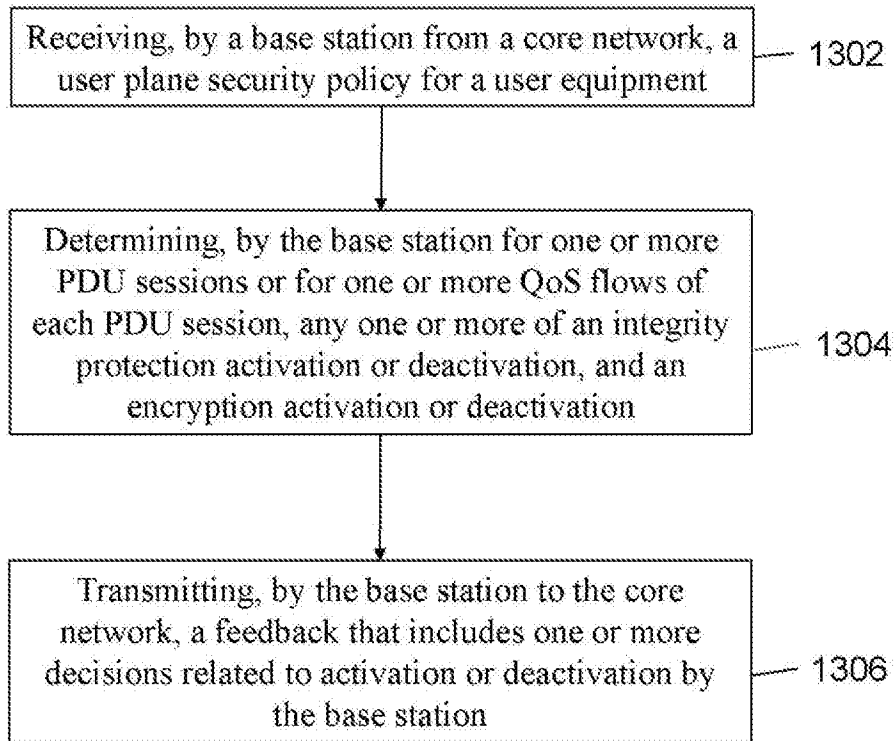 Receiving, by a base station from a core network, a
user plane security policy for a user equipment
1302
Determining, by the base station for one or more
PDU sessions or for one or more QoS flows of
each PDU session, any one or more of an integrity
protection activation or deactivation, and an
encryption activation or deactivation
1304
Transmitting, by the base station to the core
network, a feedback that includes one or more
decisions related to activation or deactivation by
the base station
1306